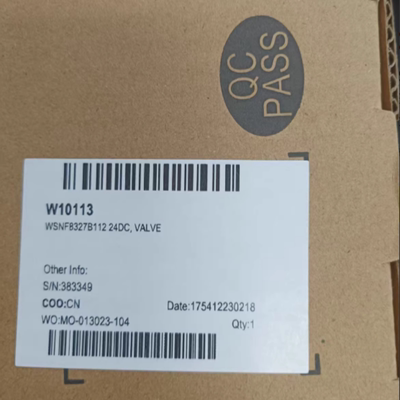 QC
PASS
W10113
WSNF8327B112 24DC, VALVE
Other Info:
S/N:383349
COO:CN Date:175412230218
WO:MO-013023-104 Qty:1